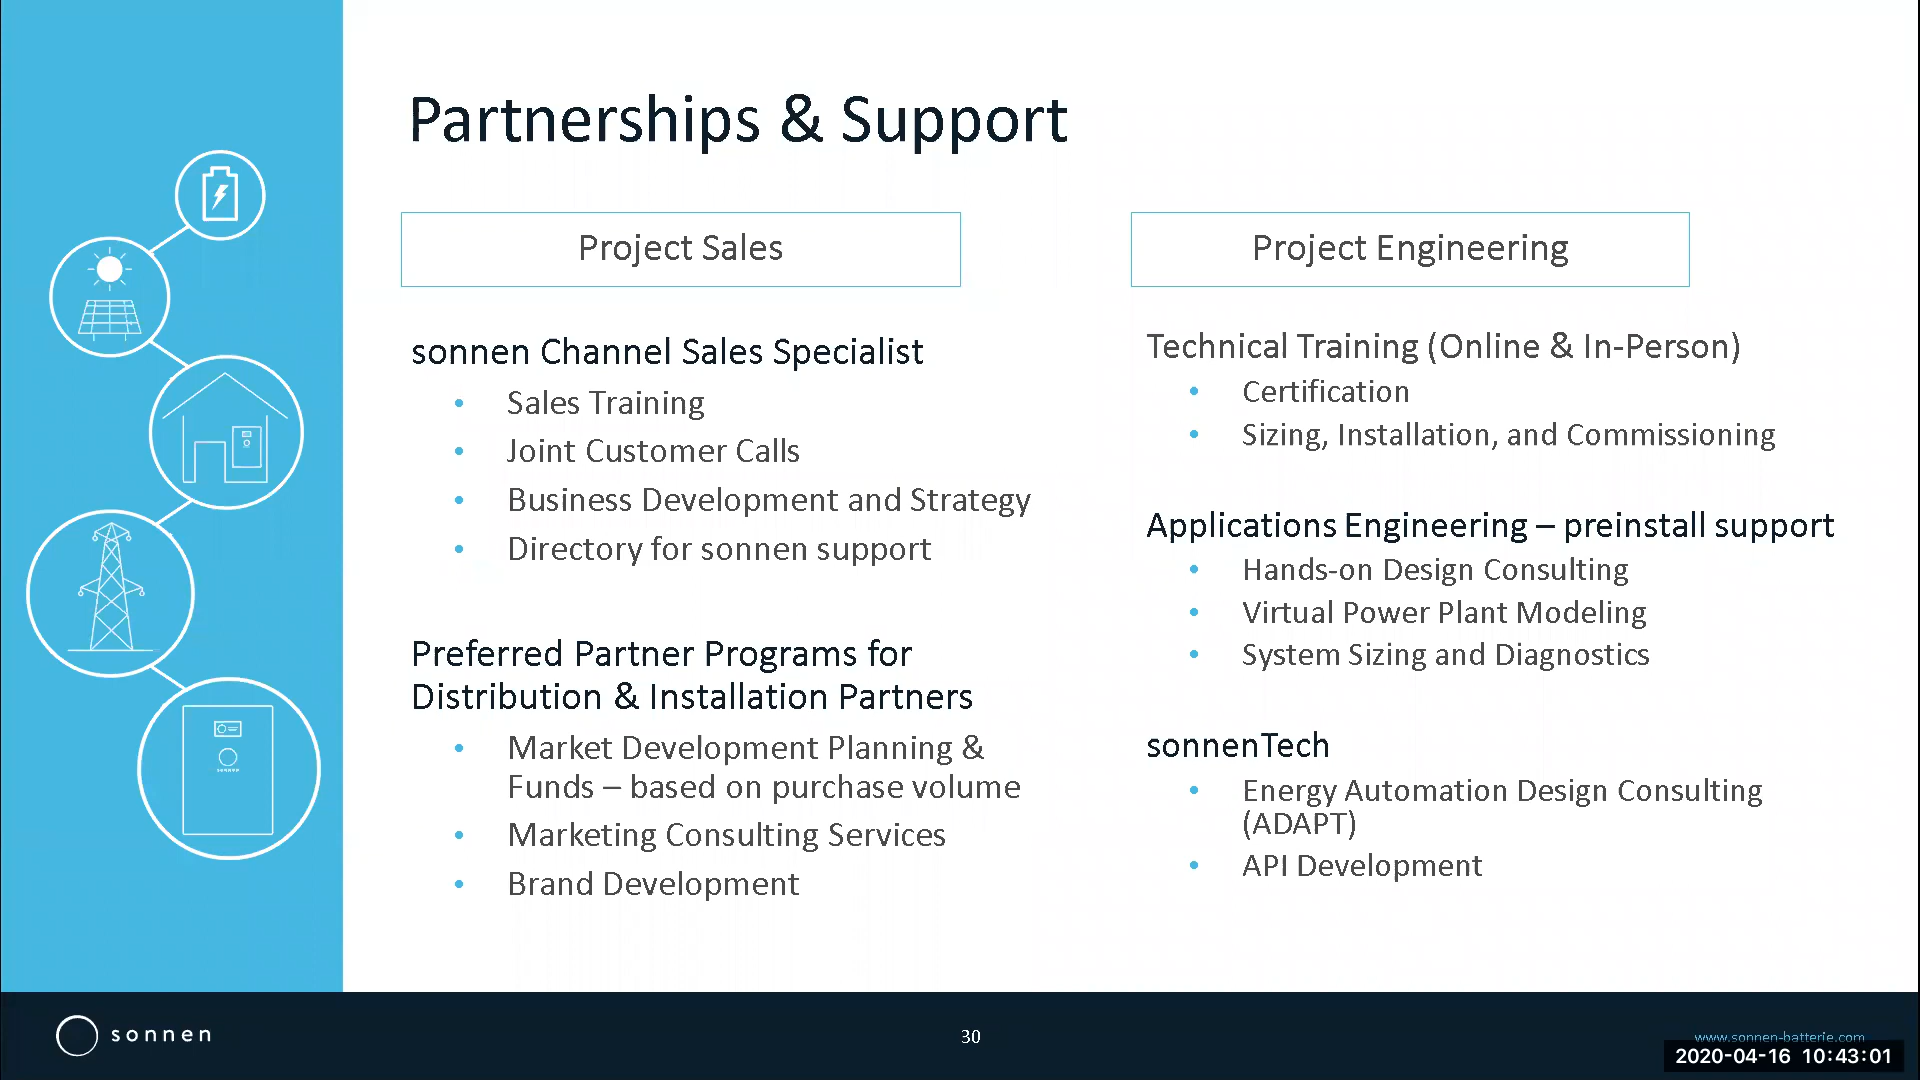 Partnerships & Support
Project Sales
sonnen Channel Sales Specialist
• Sales Training
• Joint Customer Calls
• Business Development and Strategy
• Directory for sonnen support
Preferred Partner Programs for
Distribution & Installation Partners
• Market Development Planning &
Funds – based on purchase volume
• Marketing Consulting Services
• Brand Development
Project Engineering
Technical Training (Online & In-Person)
• Certification
• Sizing, Installation, and Commissioning
Applications Engineering – preinstall support
• Hands-on Design Consulting
• Virtual Power Plant Modeling
• System Sizing and Diagnostics
sonnenTech
• Energy Automation Design Consulting
(ADAPT)
• API Development
sonnen
30
www.sonnen-batterie.com
2020-04-16 10:43:01